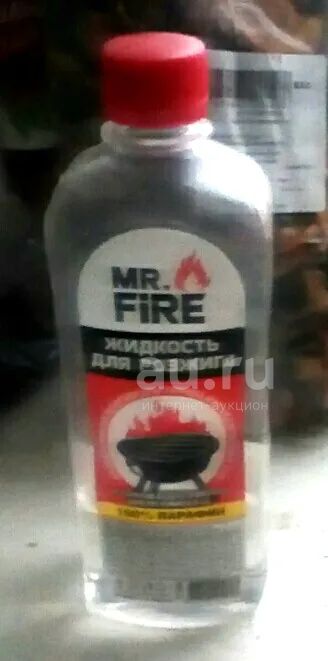 MR.
FiRE
ЖИДКОСТЬ
ДЛЯ РОЗЖИГА
au.ru
интернет-аукцион
100% ПАРАФИН